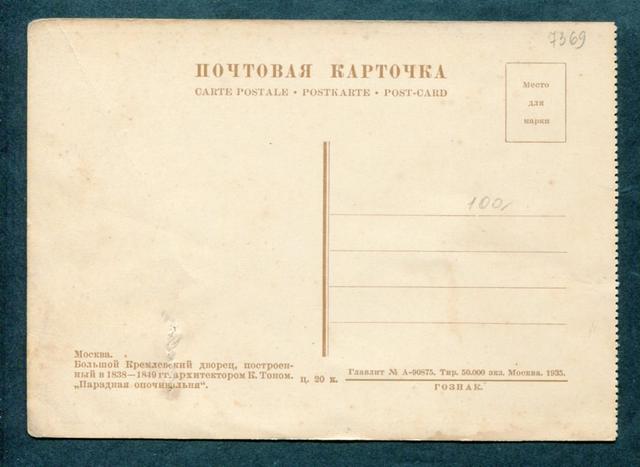 7369
ПОЧТОВАЯ КАРТОЧКА
CARTE POSTALE • POSTKARTE • POST-CARD
Место
для
марки
100
Москва.
Большой Кремлевский дворец, построен-
ный в 1838—1849 гг. архитектором К. Тоном.
„Парадная опочивальня“.
ц. 20 к.
Главлит № А-90875. Тир. 50.000 экз. Москва. 1935.
ГОЗНАК.